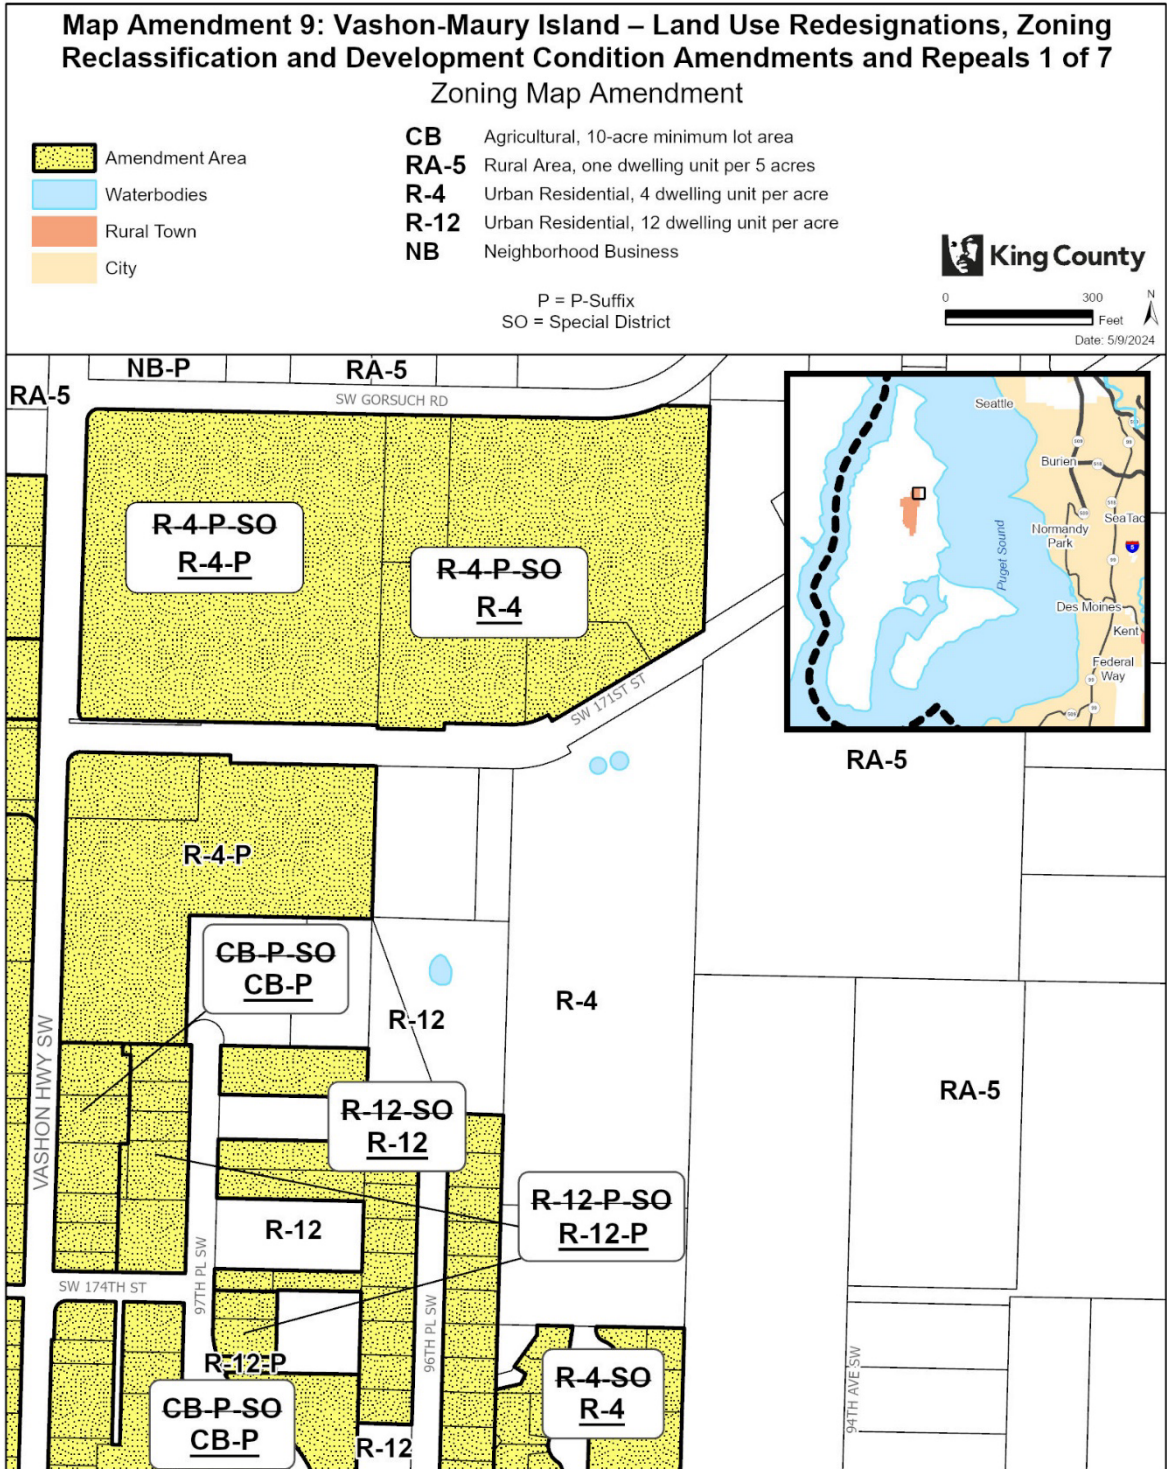 Map Amendment 9: Vashon-Maury Island – Land Use Redesignations, Zoning
Reclassification and Development Condition Amendments and Repeals 1 of 7
Zoning Map Amendment
Amendment Area
Waterbodies
Rural Town
City
CB Agricultural, 10-acre minimum lot area
RA-5 Rural Area, one dwelling unit per 5 acres
R-4 Urban Residential, 4 dwelling unit per acre
R-12 Urban Residential, 12 dwelling unit per acre
NB Neighborhood Business
P = P-Suffix
SO = Special District
King County
0 300
Feet
N
Date: 5/9/2024
NB-P
RA-5
RA-5
SW GORSUCH RD
R-4-P-SO
R-4-P
R-4-P-SO
R-4
SW 171ST ST
Seattle
Burien
Normandy
Park
SeaTac
Puget Sound
Des Moines
Kent
Federal
Way
509
518
99
5
RA-5
R-4-P
CB-P-SO
CB-P
R-12
R-4
VASHON HWY SW
RA-5
R-12-SO
R-12
R-12-P-SO
R-12-P
R-12
SW 174TH ST
97TH PL SW
96TH PL SW
94TH AVE SW
R-12-P
CB-P-SO
CB-P
R-4-SO
R-4
R-12